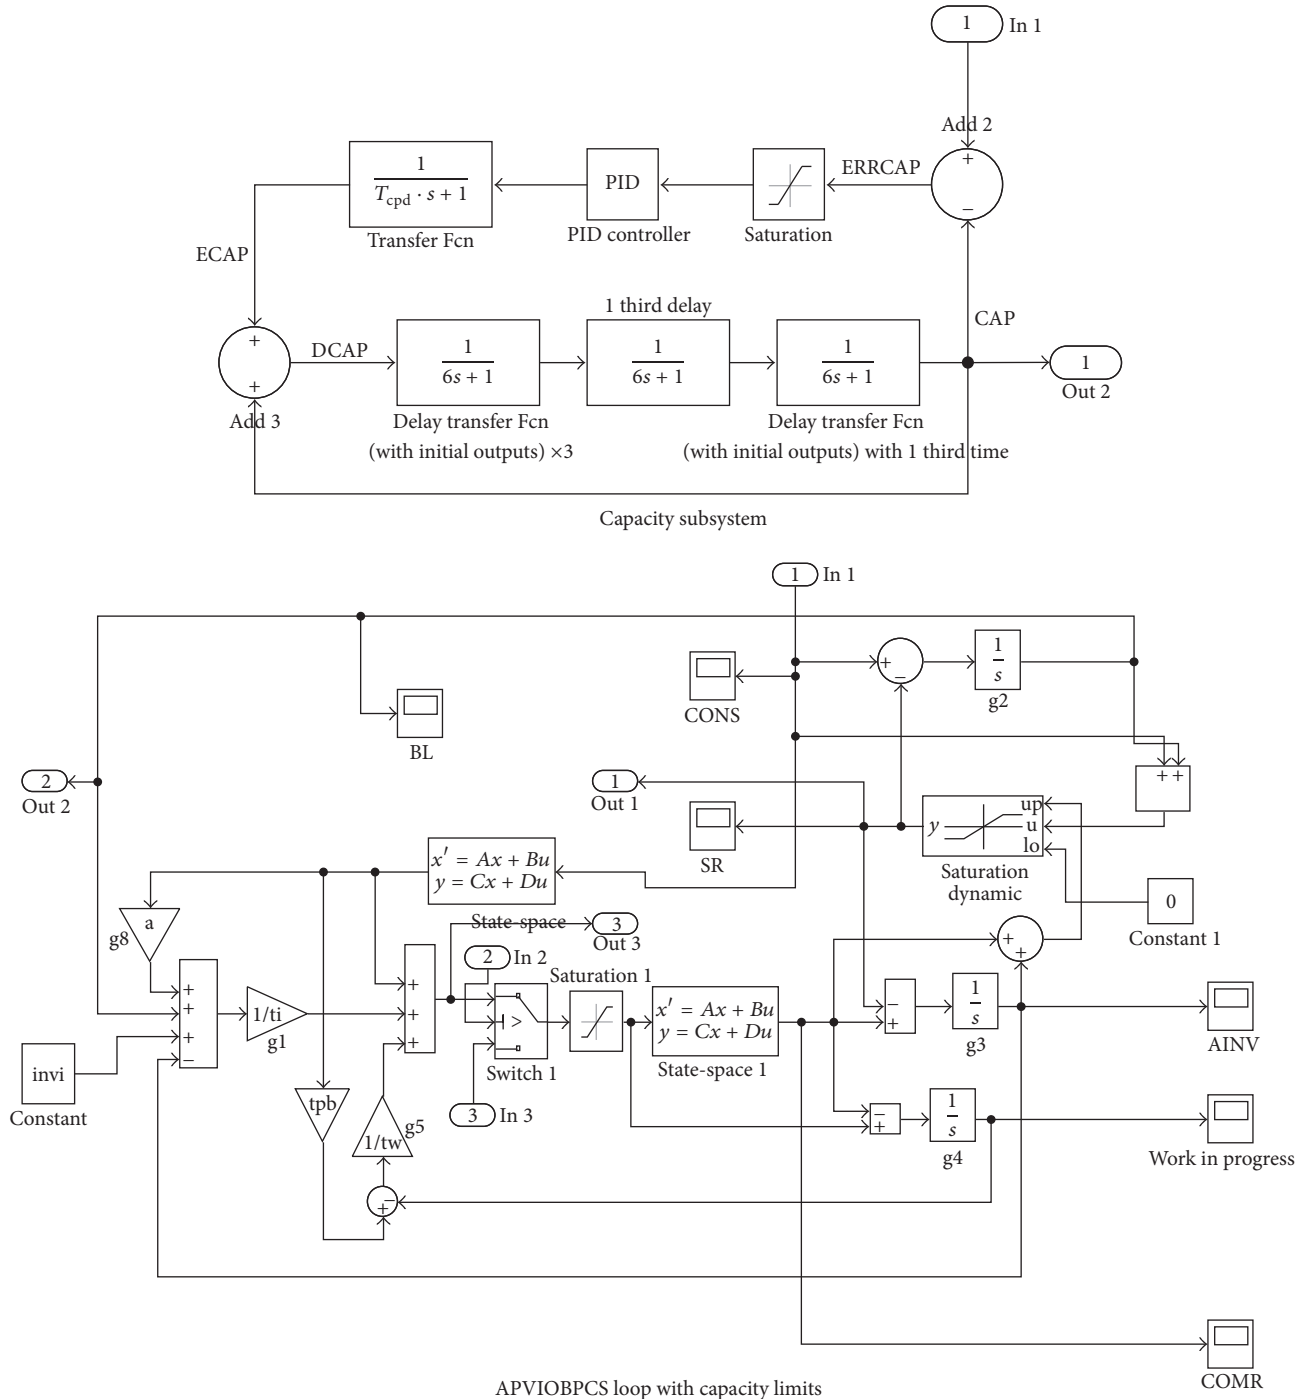 1
In 1
Add 2
+
−
ERRCAP
Saturation
PID
PID controller
1
T_cpd · s + 1
Transfer Fcn
ECAP
+
+
Add 3
DCAP
1
6s + 1
Delay transfer Fcn
(with initial outputs) ×3
1 third delay
1
6s + 1
1
6s + 1
Delay transfer Fcn
(with initial outputs) with 1 third time
CAP
1
Out 2
Capacity subsystem
1
In 1
CONS
+
−
1
s
g2
BL
2
Out 2
1
Out 1
SR
+ +
up
y
u
lo
Saturation
dynamic
0
Constant 1
x′ = Ax + Bu
y = Cx + Du
State-space
3
Out 3
a
g8
+
+
+
−
1/ti
g1
invi
Constant
tpb
1/tw
g5
+
−
+
+
+
2
In 2
>
Switch 1
3
In 3
Saturation 1
x′ = Ax + Bu
y = Cx + Du
State-space 1
+
+
−
+
1
s
g3
AINV
−
+
1
s
g4
Work in progress
COMR
APVIOBPCS loop with capacity limits